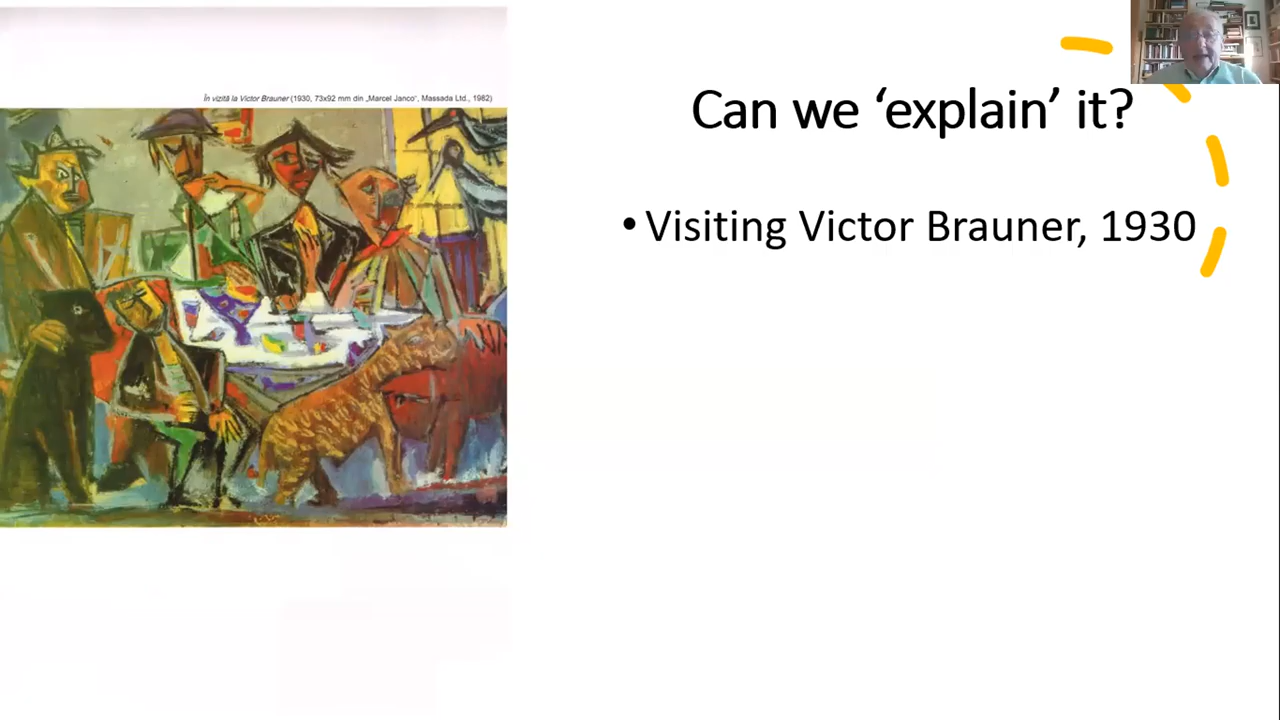 În vizită la Victor Brauner (1930, 73x92 mm din „Marcel Janco”, Massada Ltd., 1982)
Can we ‘explain’ it?
• Visiting Victor Brauner, 1930